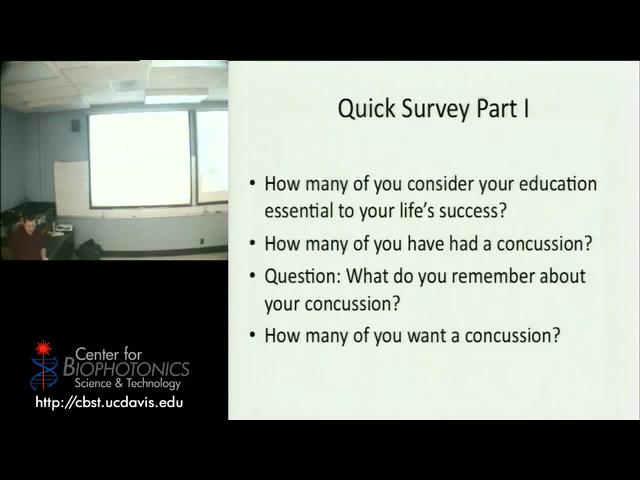 Quick Survey Part I
• How many of you consider your education
essential to your life's success?
• How many of you have had a concussion?
• Question: What do you remember about
your concussion?
• How many of you want a concussion?
Center for
BIOPHOTONICS
Science & Technology
http://cbst.ucdavis.edu